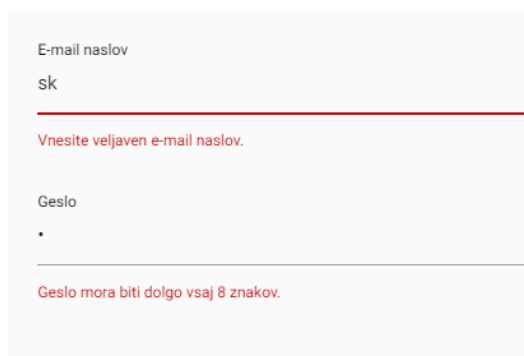 E-mail naslov
sk
Vnesite veljaven e-mail naslov.
Geslo
•
Geslo mora biti dolgo vsaj 8 znakov.